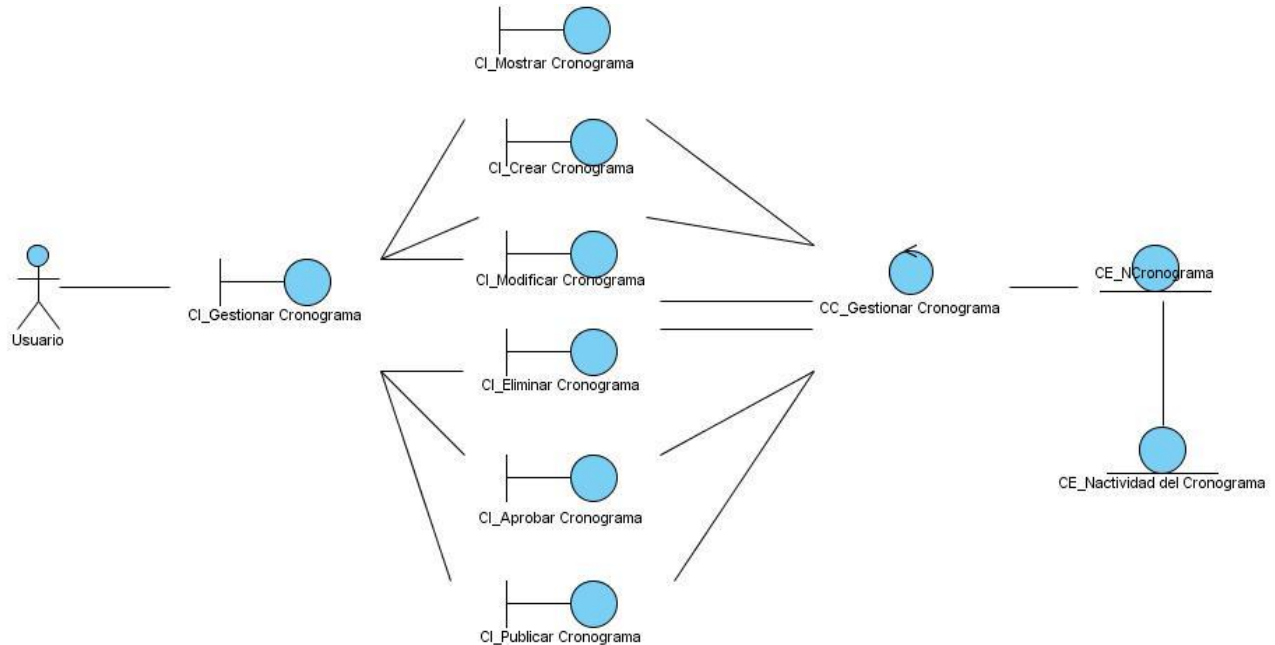 CI_Mostrar Cronograma
CI_Crear Cronograma
CI_Modificar Cronograma
CE_NCronograma
Usuario
CI_Gestionar Cronograma
CC_Gestionar Cronograma
CI_Eliminar Cronograma
CE_Nactividad del Cronograma
CI_Aprobar Cronograma
CI_Publicar Cronograma